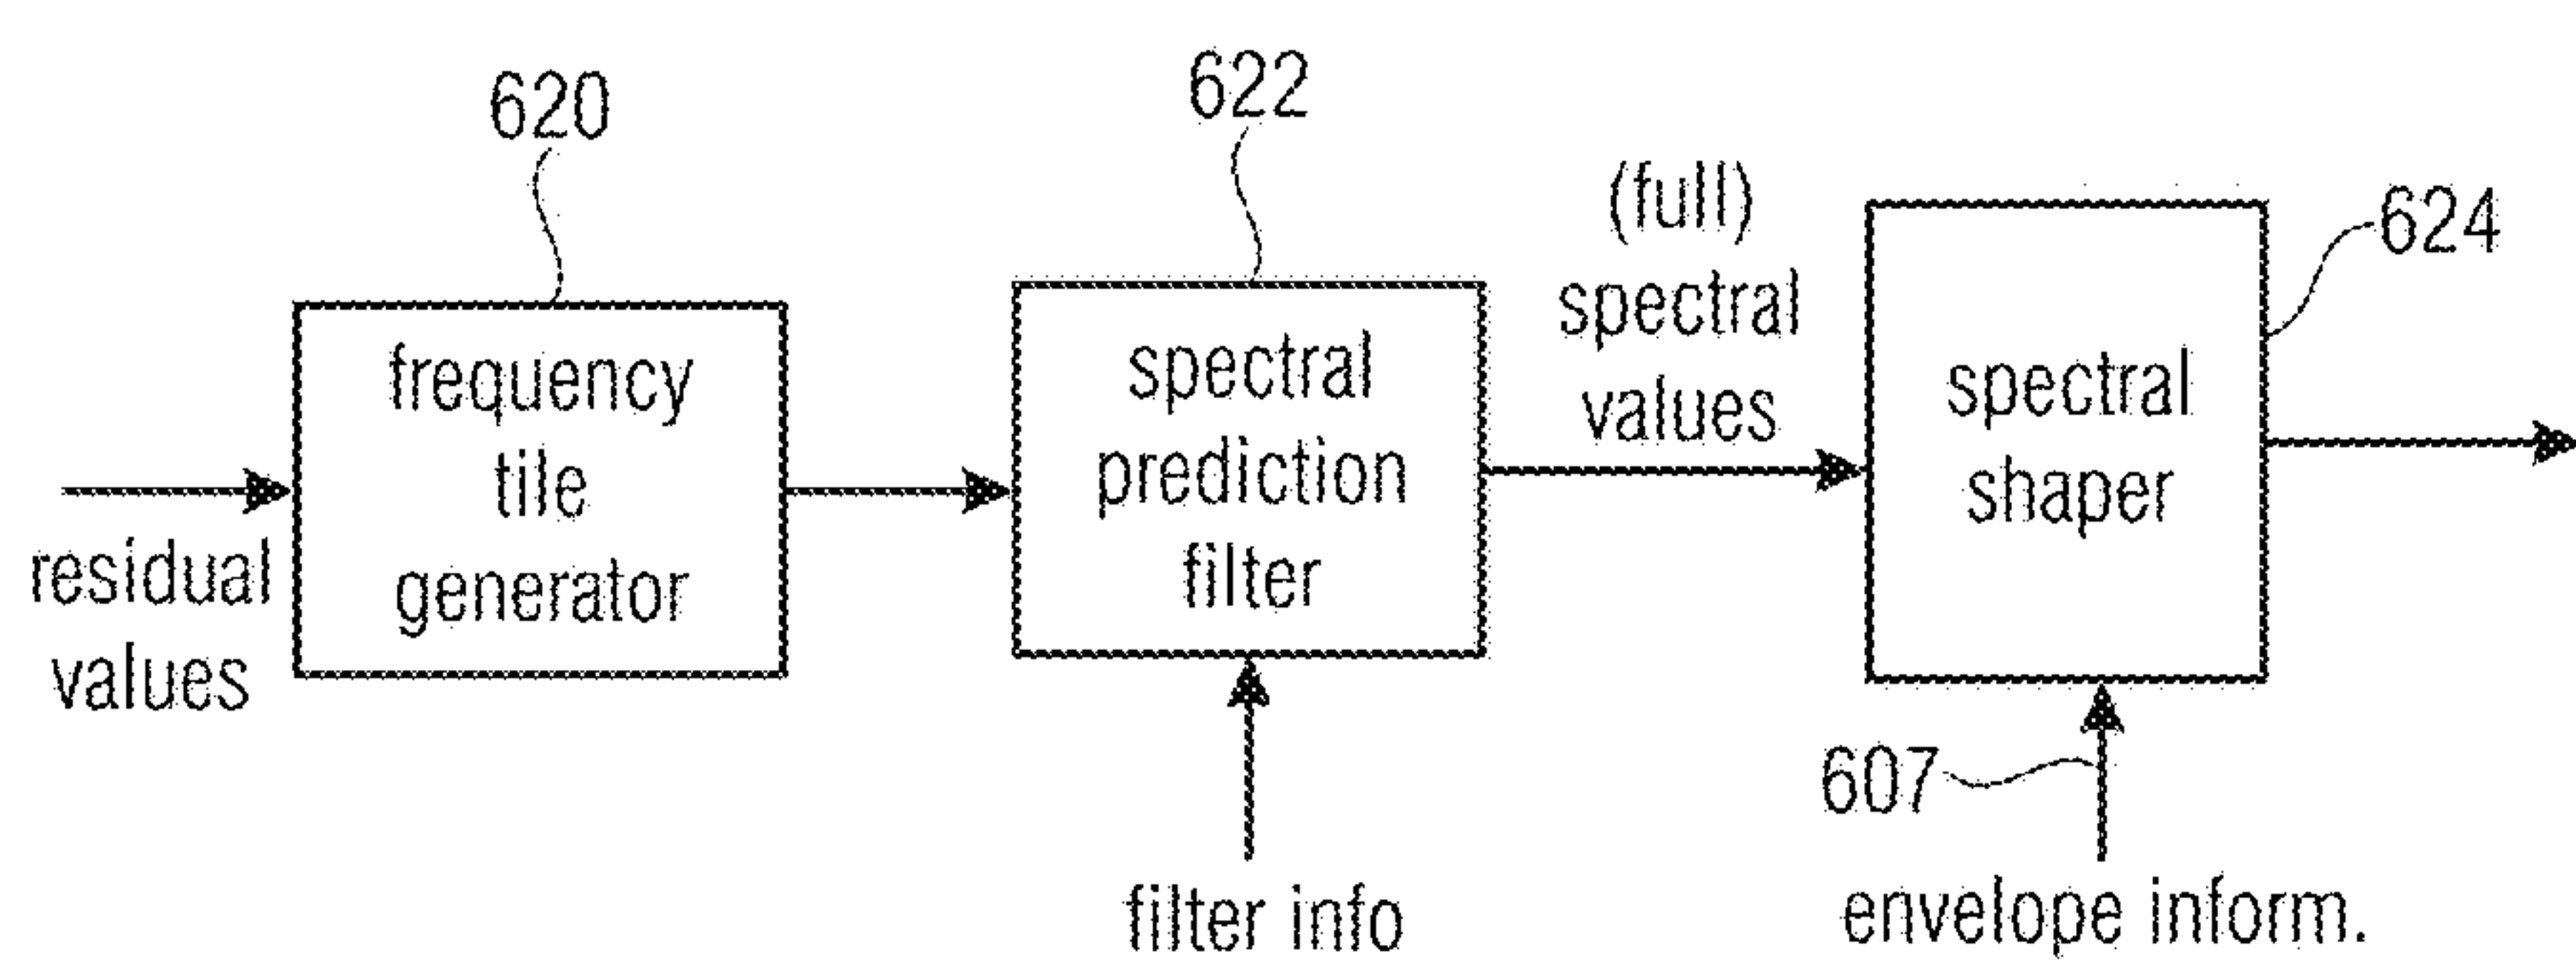 620
622
624
residual
values
frequency
tile
generator
spectral
prediction
filter
filter info
(full)
spectral
values
spectral
shaper
607
envelope inform.